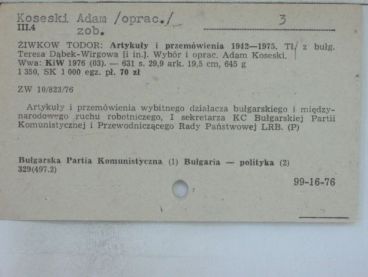 Koseski Adam /oprac./ 3
III.4 zob.
ŻIWKOW TODOR: Artykuły i przemówienia 1942—1975. Tł. z bułg.
Teresa Dąbek-Wirgowa [i in.]. Wybór i oprac. Adam Koseski.
Wwa: KiW 1976 (03). — 631 s. 29,9 ark. 19,5 cm, 645 g
1 350, SK 1 000 egz. pł. 70 zł
ZW 10/823/76
Artykuły i przemówienia wybitnego działacza bułgarskiego i między-
narodowego ruchu robotniczego, I sekretarza KC Bułgarskiej Partii
Komunistycznej i Przewodniczącego Rady Państwowej LRB. (P)
Bułgarska Partia Komunistyczna (1) Bułgaria — polityka (2)
329(497.2)
99-16-76